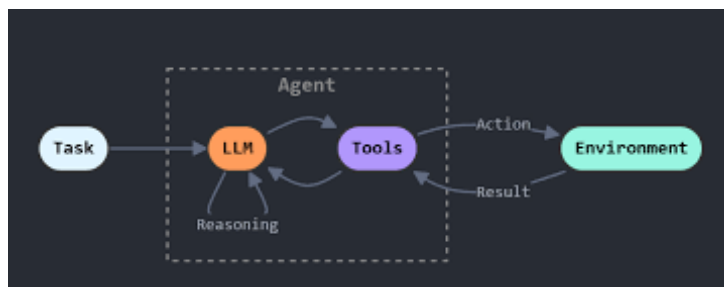 Agent
Task
LLM
Tools
Action
Environment
Result
Reasoning